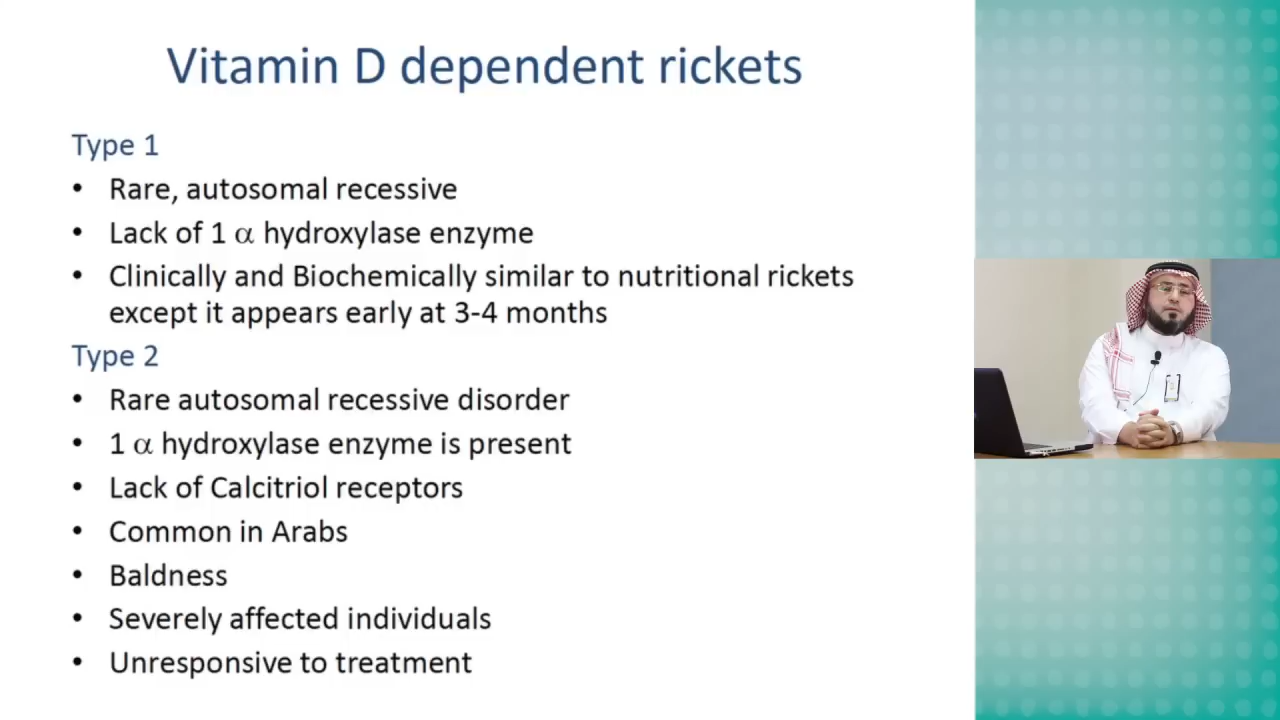 Vitamin D dependent rickets
Type 1
• Rare, autosomal recessive
• Lack of 1 α hydroxylase enzyme
• Clinically and Biochemically similar to nutritional rickets
except it appears early at 3-4 months
Type 2
• Rare autosomal recessive disorder
• 1 α hydroxylase enzyme is present
• Lack of Calcitriol receptors
• Common in Arabs
• Baldness
• Severely affected individuals
• Unresponsive to treatment